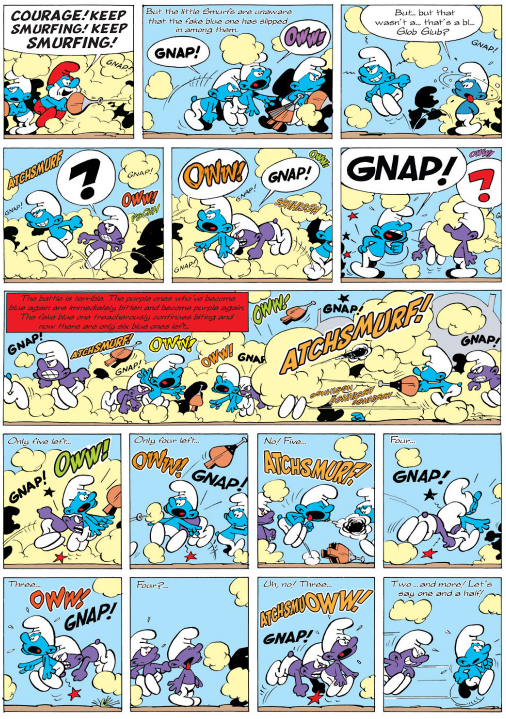 COURAGE! KEEP
SMURFING! KEEP
SMURFING!
GNAP!
But the little Smurfs are unaware
that the fake blue one has slipped
in among them.
GNAP!
OWW!
But... but that
wasn't a... that's a bl...
Glob Glub?
GNAP!
ATCHSMURF
GNAP!
?
GNAP!
OWW!
OWW!
GNAP!
OWW!
GNAP!
GNAP!
OWW!
?
The battle is terrible. The purple ones who've become
blue again are immediately bitten and become purple again.
The fake blue one treacherously continues biting and
now there are only six blue ones left...
GNAP!
ATCHSMURF!
GNAP!
OWW!
OWW!
GNAP
OWW!
GNAP!
ATCHSMURF!
GNAP!
Only five left...
GNAP!
OWW!
Only four left...
OWW!
GNAP!
No! Five...
ATCHSMURF!
Four...
GNAP!
Three...
OWW!
GNAP!
Four?...
Uh, no! Three...
ATCHSMU
OWW!
GNAP!
Two... and more! Let's
say one and a half!